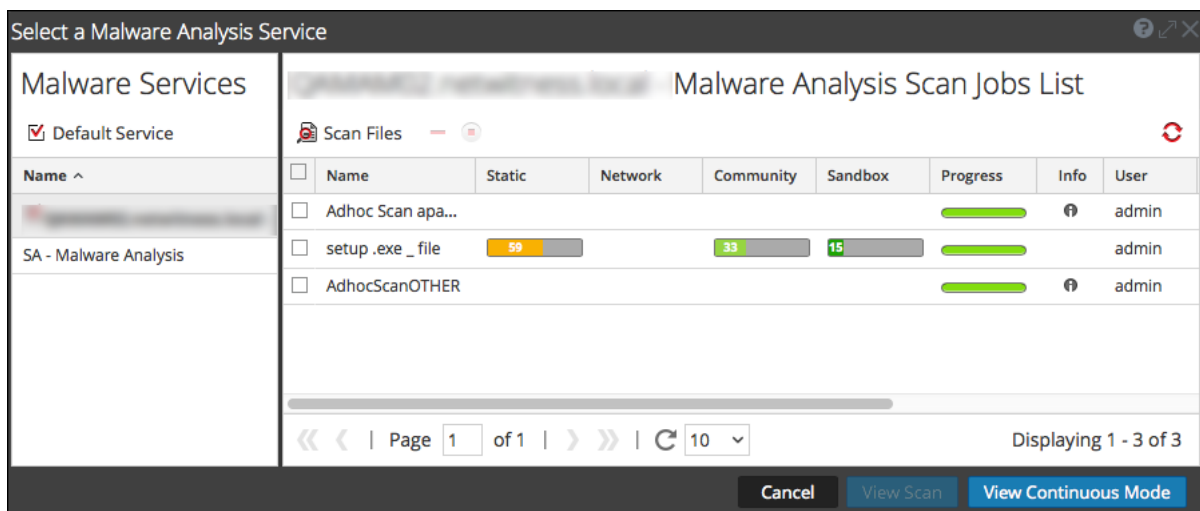 Select a Malware Analysis Service
Malware Services
Default Service
Name
SA - Malware Analysis
Malware Analysis Scan Jobs List
Scan Files
Name Static Network Community Sandbox Progress Info User
Adhoc Scan apa... admin
setup .exe _ file 59 33 15 admin
AdhocScanOTHER admin
Page 1 of 1 10 Displaying 1 - 3 of 3
Cancel View Scan View Continuous Mode